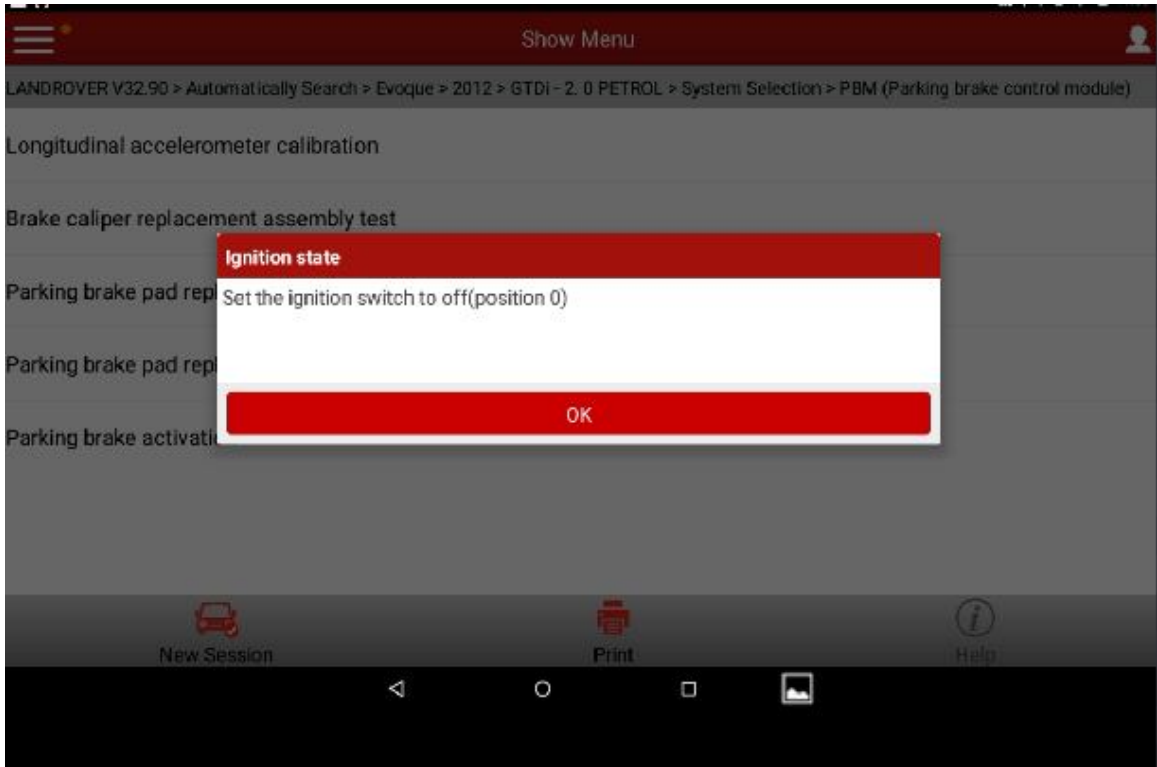 Show Menu
LANDROVER V32.90 > Automatically Search > Evoque > 2012 > GTDi - 2. 0 PETROL > System Selection > PBM (Parking brake control module)
Longitudinal accelerometer calibration
Brake caliper replacement assembly test
Ignition state
Parking brake pad rep
Set the ignition switch to off(position 0)
Parking brake pad repl
OK
Parking brake activati
New Session
Print
Help